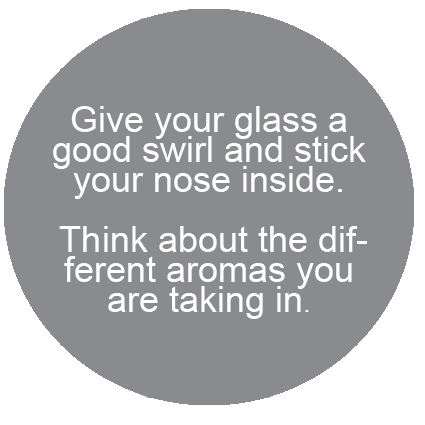 Give your glass a
good swirl and stick
your nose inside.
Think about the dif-
ferent aromas you
are taking in.